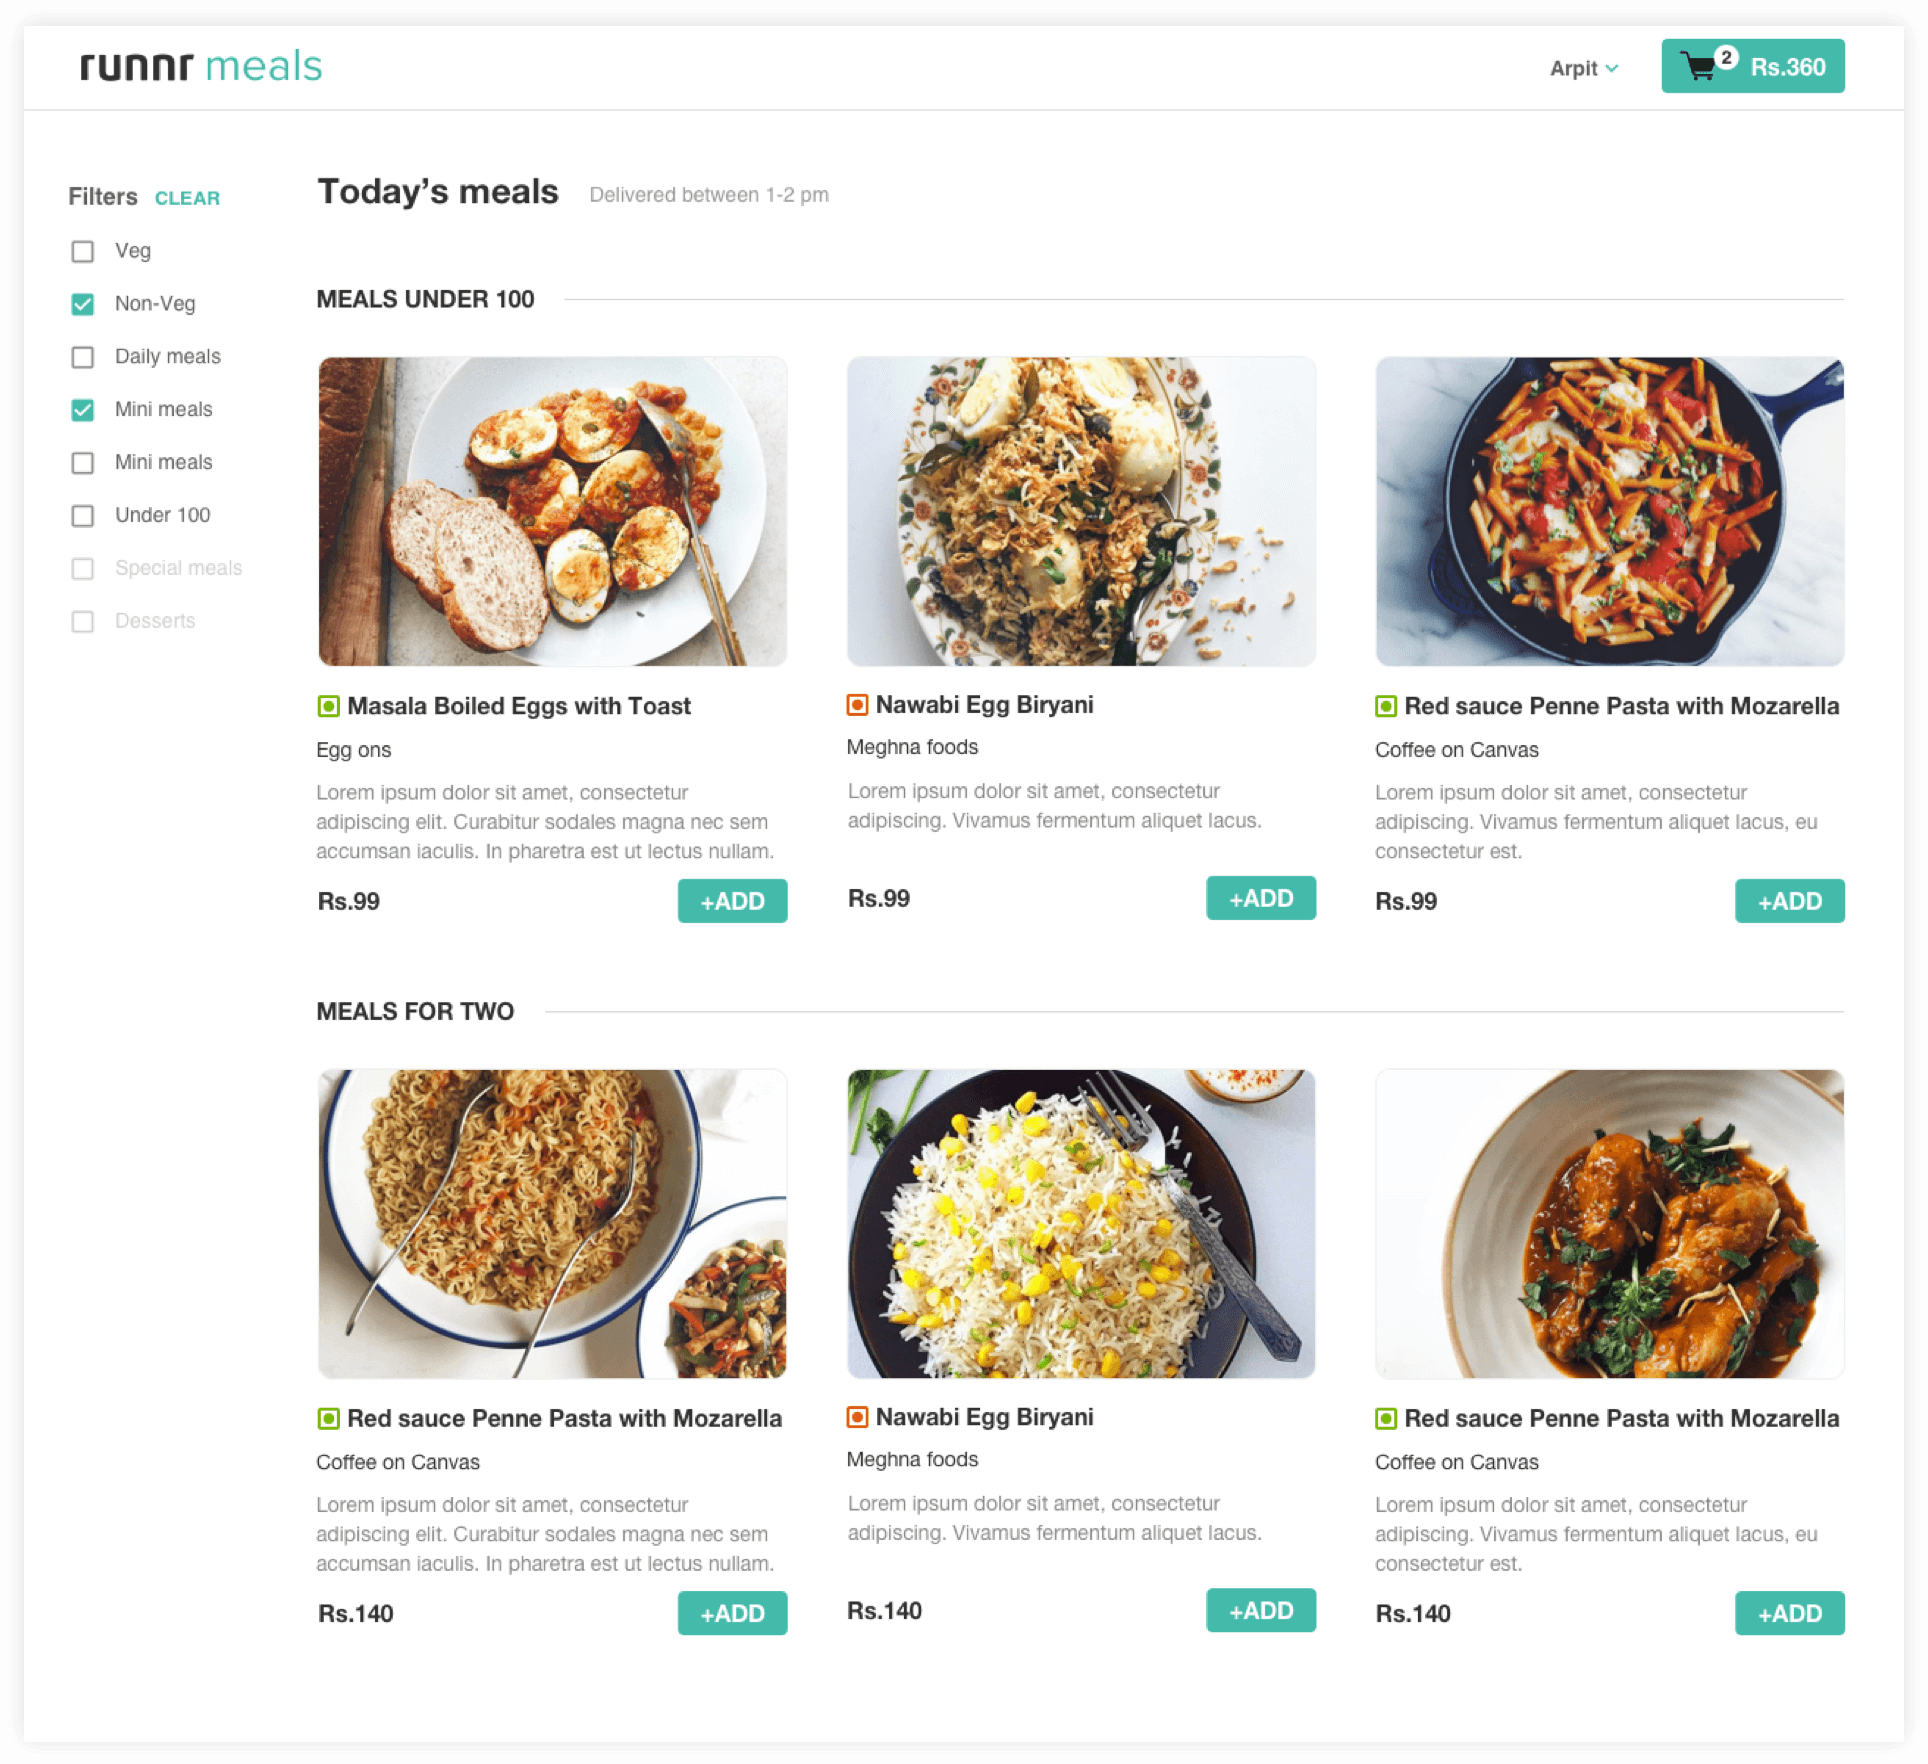 runnr meals
Arpit
2
Rs.360
Filters CLEAR
Veg
Non-Veg
Daily meals
Mini meals
Mini meals
Under 100
Special meals
Desserts
Today’s meals Delivered between 1-2 pm
MEALS UNDER 100
Masala Boiled Eggs with Toast
Egg ons
Lorem ipsum dolor sit amet, consectetur
adipiscing elit. Curabitur sodales magna nec sem
accumsan iaculis. In pharetra est ut lectus nullam.
Rs.99 +ADD
Nawabi Egg Biryani
Meghna foods
Lorem ipsum dolor sit amet, consectetur
adipiscing. Vivamus fermentum aliquet lacus.
Rs.99 +ADD
Red sauce Penne Pasta with Mozarella
Coffee on Canvas
Lorem ipsum dolor sit amet, consectetur
adipiscing. Vivamus fermentum aliquet lacus, eu
consectetur est.
Rs.99 +ADD
MEALS FOR TWO
Red sauce Penne Pasta with Mozarella
Coffee on Canvas
Lorem ipsum dolor sit amet, consectetur
adipiscing elit. Curabitur sodales magna nec sem
accumsan iaculis. In pharetra est ut lectus nullam.
Rs.140 +ADD
Nawabi Egg Biryani
Meghna foods
Lorem ipsum dolor sit amet, consectetur
adipiscing. Vivamus fermentum aliquet lacus.
Rs.140 +ADD
Red sauce Penne Pasta with Mozarella
Coffee on Canvas
Lorem ipsum dolor sit amet, consectetur
adipiscing. Vivamus fermentum aliquet lacus, eu
consectetur est.
Rs.140 +ADD